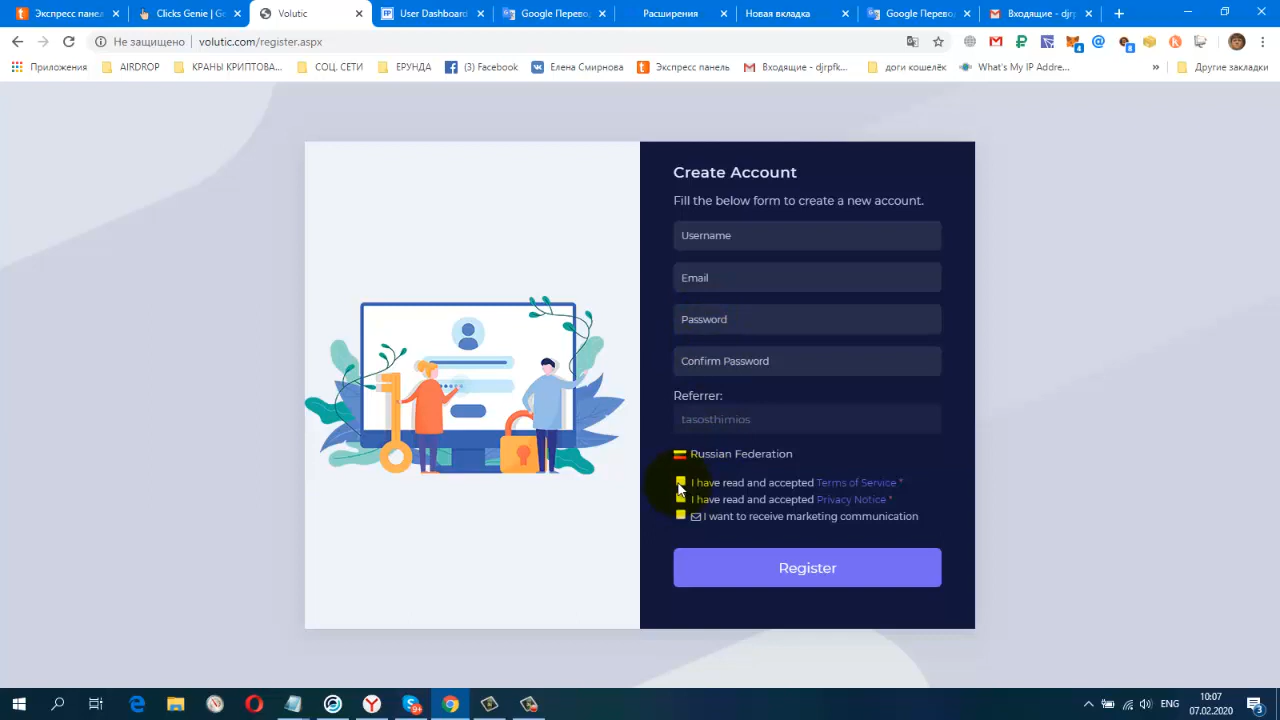 Экспресс панел
Clicks Genie | G
Volutic
User Dashboard
Google Перево
Расширения
Новая вкладка
Google Перево
Входящие - djrp
Не защищено
volutic.com/register.aspx
Приложения
AIRDROP
КРАНЫ КРИПТОВА...
СОЦ. СЕТИ
ЕРУНДА
(3) Facebook
Елена Смирнова
Экспресс панель
Входящие - djrpfk...
доги кошелёк
What's My IP Addre...
»
Другие закладки
Create Account
Fill the below form to create a new account.
Username
Email
Password
Confirm Password
Referrer:
tasosthimios
Russian Federation
I have read and accepted Terms of Service *
I have read and accepted Privacy Notice *
I want to receive marketing communication
Register
ENG
10:07
07.02.2020